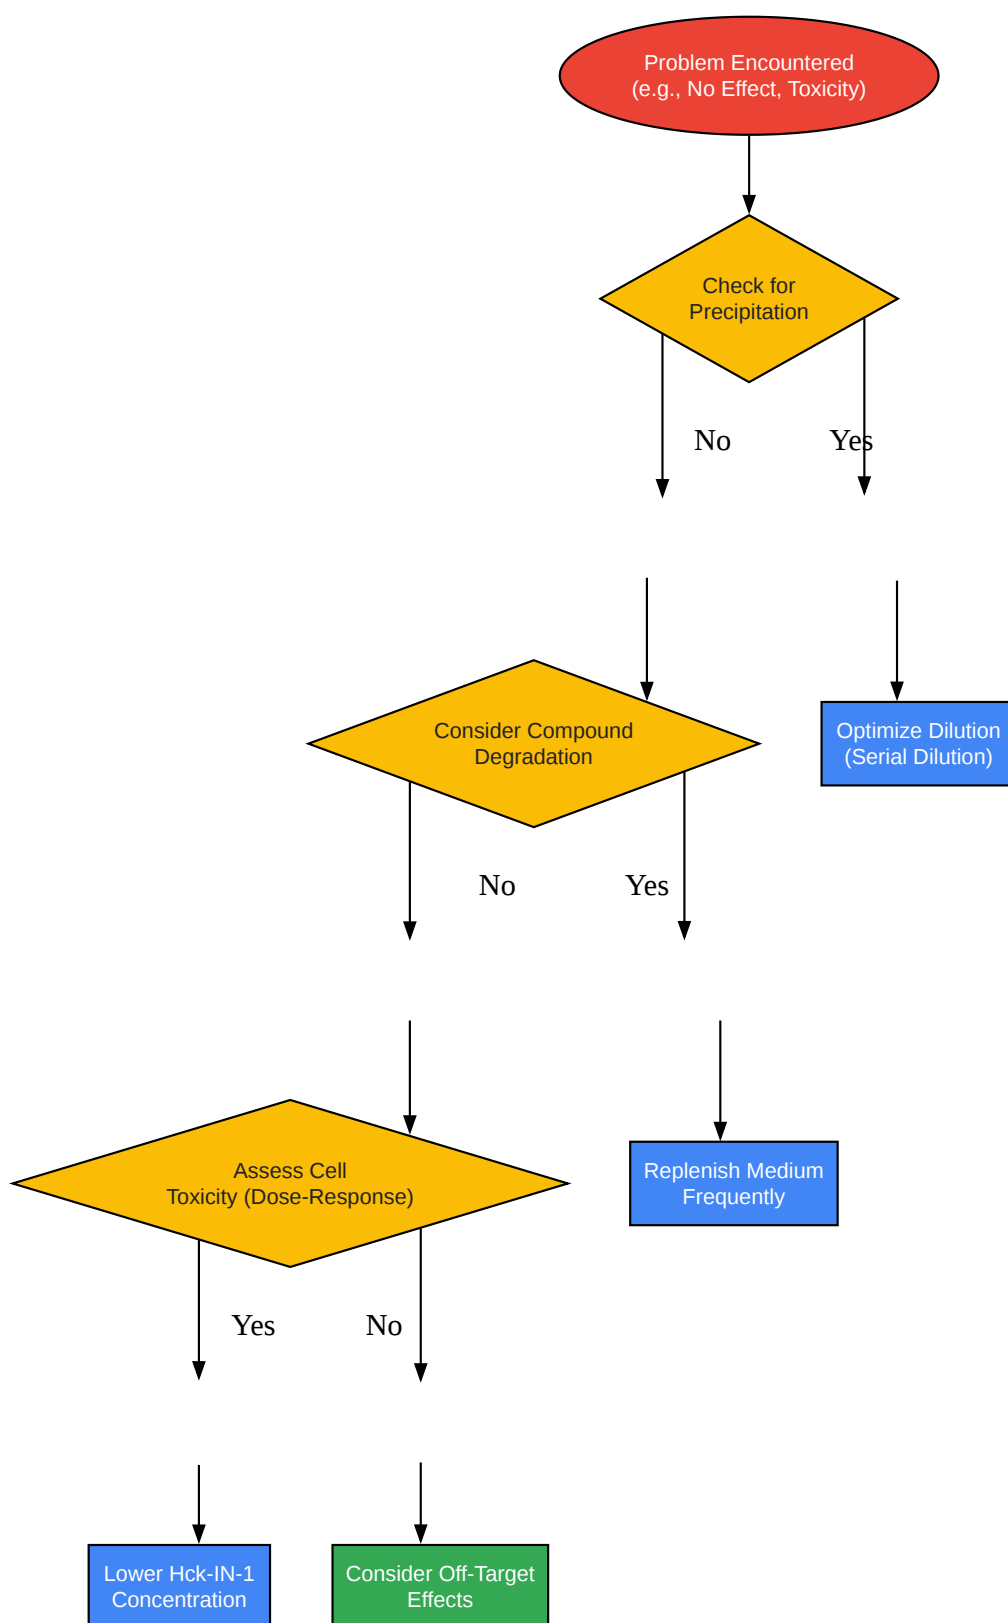 Problem Encountered
(e.g., No Effect, Toxicity)
Check for
Precipitation
No
Yes
Consider Compound
Degradation
Optimize Dilution
(Serial Dilution)
No
Yes
Assess Cell
Toxicity (Dose-Response)
Replenish Medium
Frequently
Yes
No
Lower Hck-IN-1
Concentration
Consider Off-Target
Effects